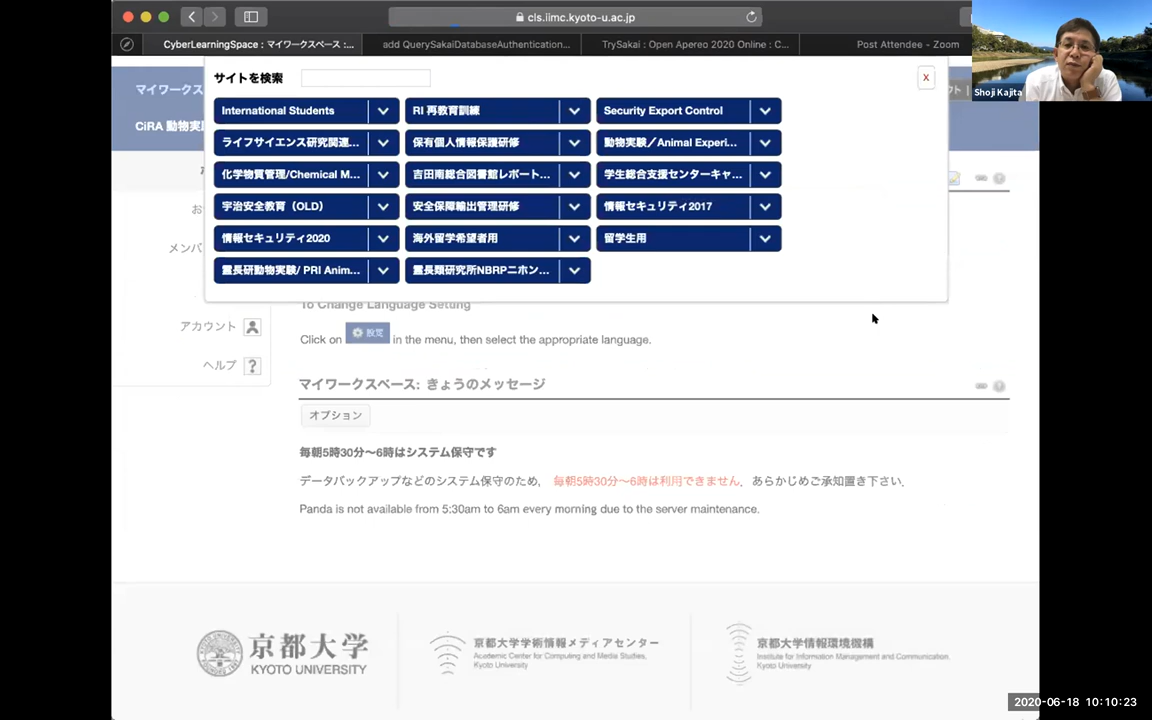 cls.iimc.kyoto-u.ac.jp
CyberLearningSpace : マイワークスペース :...
add QuerySakaiDatabaseAuthentication...
TrySakai : Open Apereo 2020 Online : C...
Post Attendee - Zoom
Shoji Kajita
サイトを検索
x
マイワークス
CiRA 動物実
International Students
RI 再教育訓練
Security Export Control
ライフサイエンス研究関連...
保有個人情報保護研修
動物実験／Animal Experi...
化学物質管理/Chemical M...
吉田南総合図書館レポート...
学生総合支援センターキャ...
宇治安全教育（OLD）
安全保障輸出管理研修
情報セキュリティ2017
情報セキュリティ2020
海外留学希望者用
留学生用
霊長研動物実験/ PRI Anim...
霊長類研究所NBRPニホン...
お
メンバ
アカウント
ヘルプ ?
To Change Language Setting
Click on 設定 in the menu, then select the appropriate language.
マイワークスペース: きょうのメッセージ
オプション
毎朝5時30分〜6時はシステム保守です
データバックアップなどのシステム保守のため， 毎朝5時30分〜6時は利用できません．あらかじめご承知置き下さい．
Panda is not available from 5:30am to 6am every morning due to the server maintenance.
京都大学
KYOTO UNIVERSITY
京都大学学術情報メディアセンター
Academic Center for Computing and Media Studies,
Kyoto University
京都大学情報環境機構
Institute for Information Management and Communication,
Kyoto University
2020-06-18 10:10:23